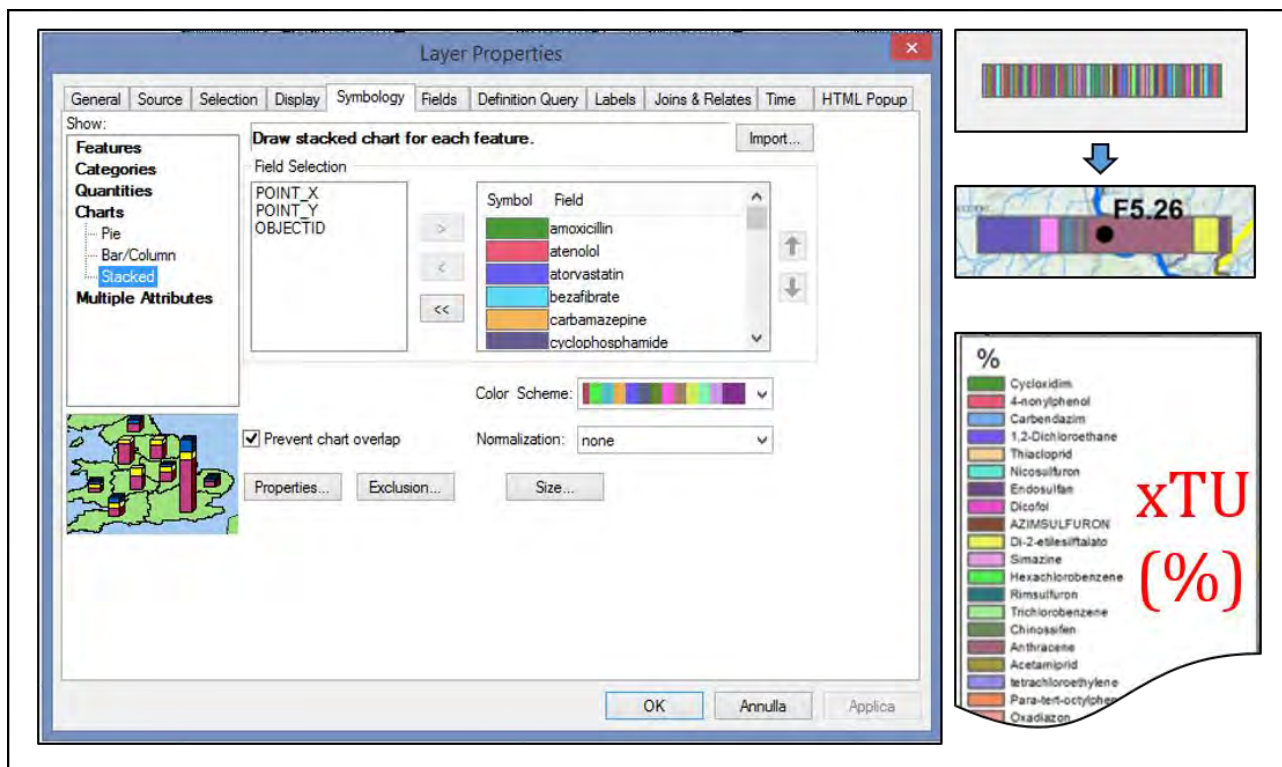 Layer Properties
General Source Selection Display Symbology Fields Definition Query Labels Joins & Relates Time HTML Popup
Show:
Features
Categories
Quantities
Charts
Pie
Bar/Column
Stacked
Multiple Attributes
Draw stacked chart for each feature.
Import...
Field Selection
POINT_X
POINT_Y
OBJECTID
>
<
<<
Symbol Field
amoxicillin
atenolol
atorvastatin
bezafibrate
carbamazepine
cyclophosphamide
Color Scheme:
Prevent chart overlap
Normalization: none
Properties... Exclusion... Size...
OK Annulla Applica
F5.26
%
Cycloxidim
4-nonylphenol
Carbendazim
1,2-Dichloroethane
Thiacloprid
Nicosulfuron
Endosulfan
Dicofol
AZIMSULFURON
Di-2-etilesilftalato
Simazine
Hexachlorobenzene
Rimsulfuron
Trichlorobenzene
Chinossifen
Anthracene
Acetamiprid
tetrachloroethylene
Para-tert-octylphe
Oxadiazon
xTU
(%)